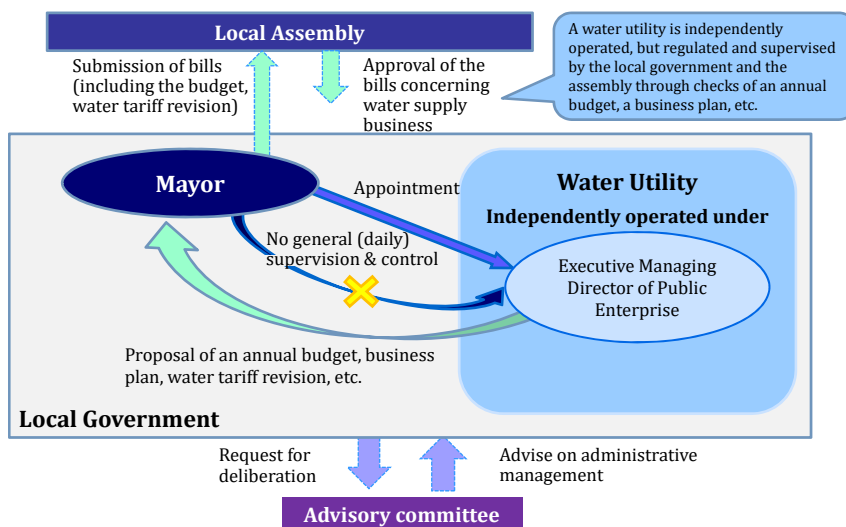 Local Assembly
A water utility is independently
operated, but regulated and supervised
by the local government and the
assembly through checks of an annual
budget, a business plan, etc.
Submission of bills
(including the budget,
water tariff revision)
Approval of the
bills concerning
water supply
business
Mayor
Appointment
Water Utility
Independently operated under
No general (daily)
supervision & control
Executive Managing
Director of Public
Enterprise
Proposal of an annual budget, business
plan, water tariff revision, etc.
Local Government
Request for
deliberation
Advise on administrative
management
Advisory committee